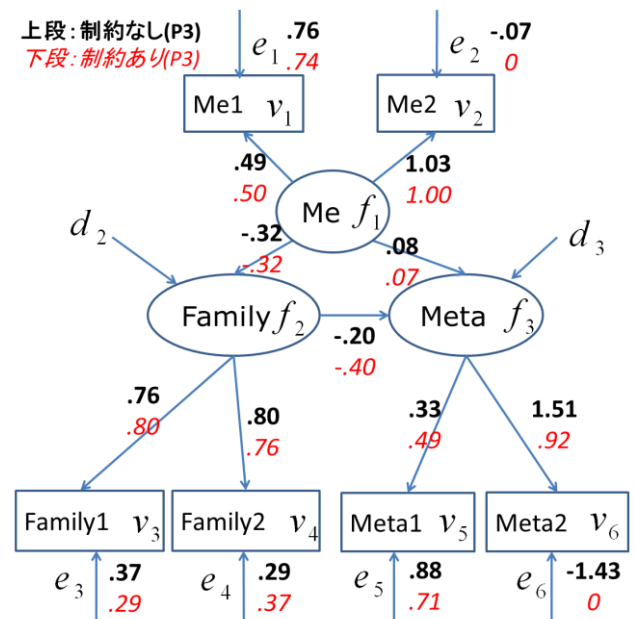 上段:制約なし(P3)
下段:制約あり(P3)
e1 .76
.74
e2 -.07
0
Me1 v1
Me2 v2
.49
.50
1.03
1.00
Me f1
d2
d3
-.32
-.32
.08
.07
Family f2
Meta f3
-.20
-.40
.76
.80
.80
.76
.33
.49
1.51
.92
Family1 v3
Family2 v4
Meta1 v5
Meta2 v6
e3 .37
.29
e4 .29
.37
e5 .88
.71
e6 -1.43
0